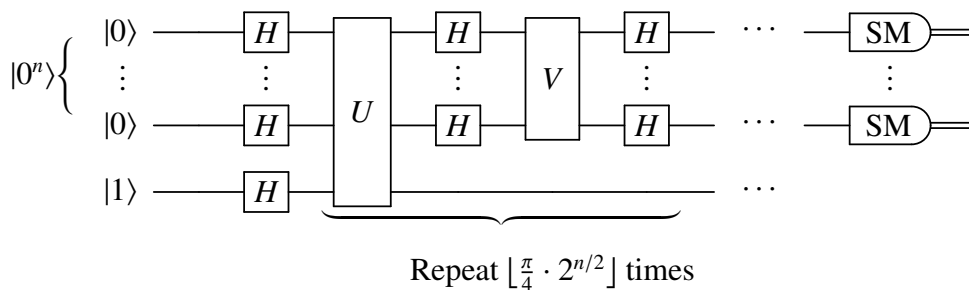 |0⟩ H H H ··· SM
|0ⁿ⟩ { ⋮ ⋮ U ⋮ V ⋮ ⋮
|0⟩ H H H ··· SM
|1⟩ H ···
Repeat ⌊π/4 · 2^{n/2}⌋ times